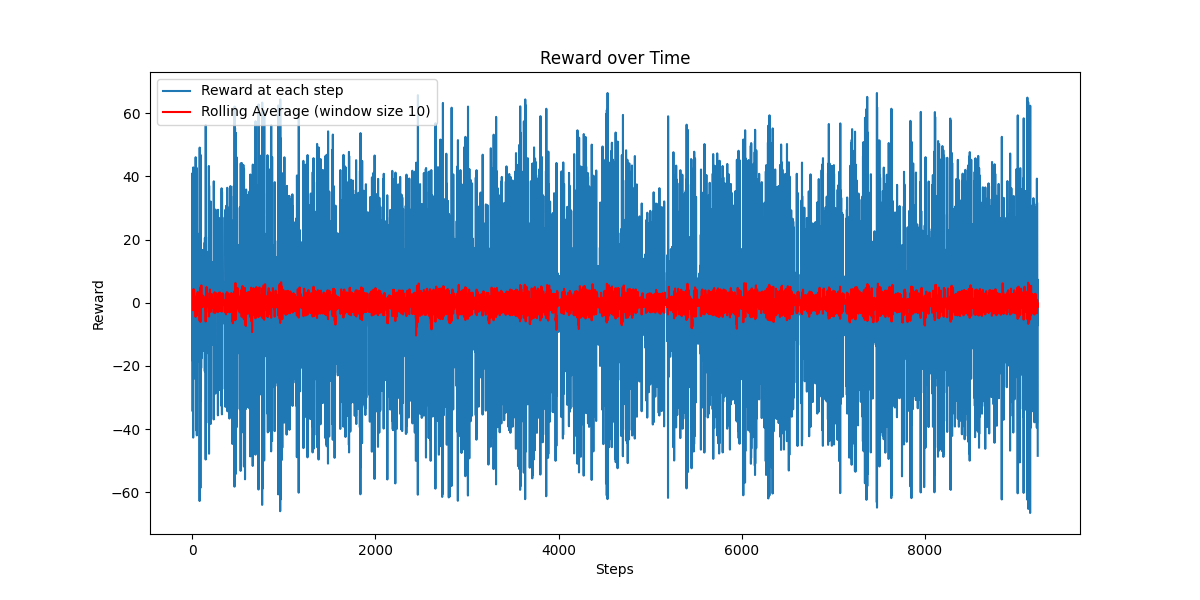 Reward over Time
Reward at each step
Rolling Average (window size 10)
60
40
20
0
−20
−40
−60
Reward
0 2000 4000 6000 8000
Steps